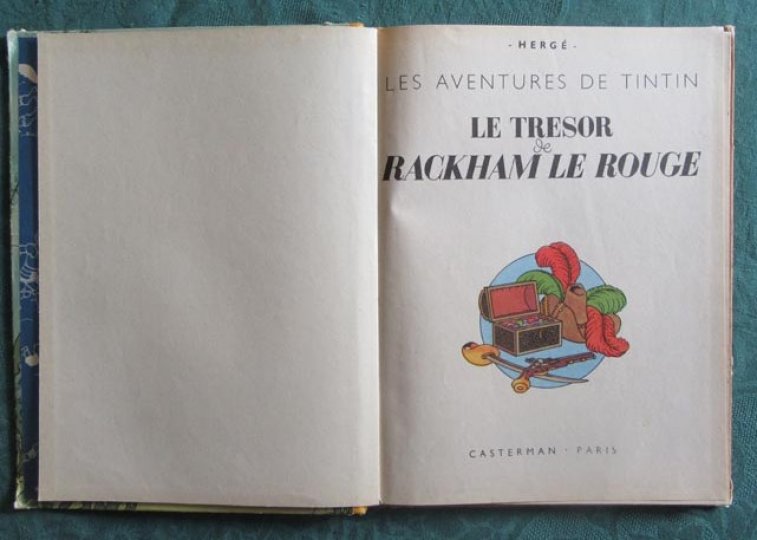 - HERGÉ -
LES AVENTURES DE TINTIN
LE TRESOR
de
RACKHAM LE ROUGE
CASTERMAN · PARIS